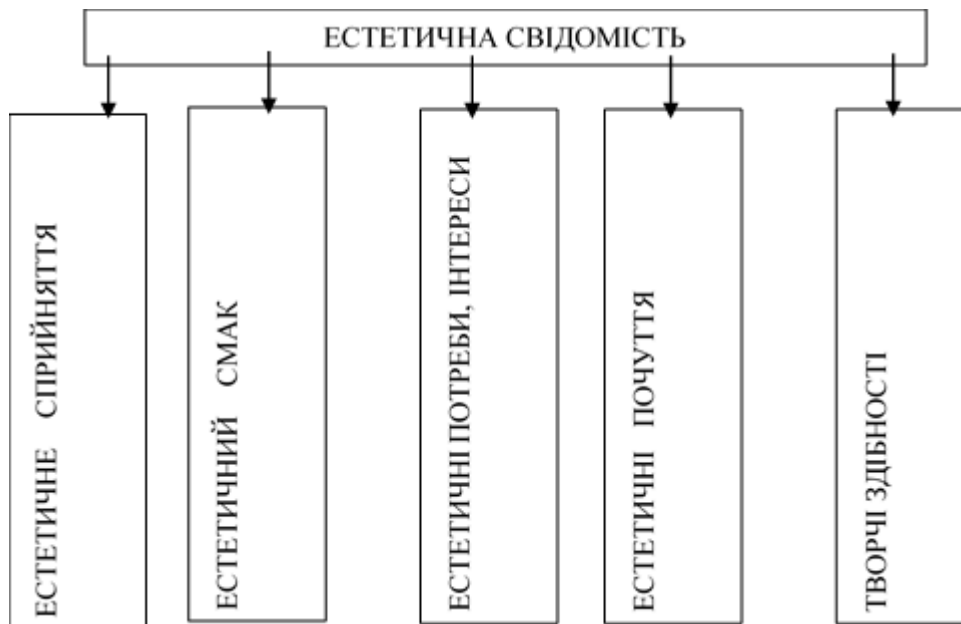 ЕСТЕТИЧНА СВІДОМІСТЬ
ЕСТЕТИЧНЕ СПРИЙНЯТТЯ
ЕСТЕТИЧНИЙ СМАК
ЕСТЕТИЧНІ ПОТРЕБИ, ІНТЕРЕСИ
ЕСТЕТИЧНІ ПОЧУТТЯ
ТВОРЧІ ЗДІБНОСТІ